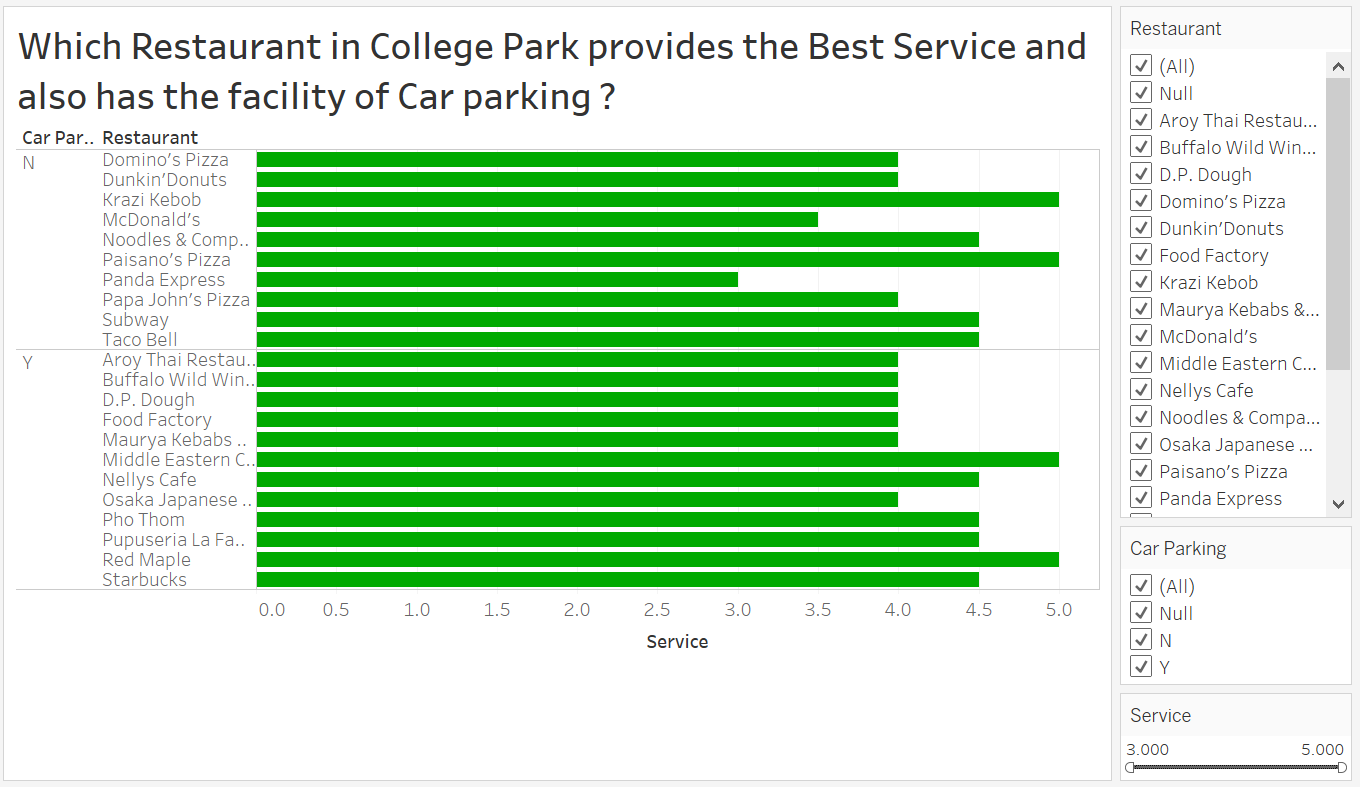 Which Restaurant in College Park provides the Best Service and
also has the facility of Car parking ?
Car Par.. Restaurant
N Domino's Pizza
Dunkin'Donuts
Krazi Kebob
McDonald's
Noodles & Comp..
Paisano's Pizza
Panda Express
Papa John's Pizza
Subway
Taco Bell
Y Aroy Thai Restau..
Buffalo Wild Win..
D.P. Dough
Food Factory
Maurya Kebabs ..
Middle Eastern C..
Nellys Cafe
Osaka Japanese ..
Pho Thom
Pupuseria La Fa..
Red Maple
Starbucks
0.0 0.5 1.0 1.5 2.0 2.5 3.0 3.5 4.0 4.5 5.0
Service
Restaurant
(All)
Null
Aroy Thai Restau...
Buffalo Wild Win...
D.P. Dough
Domino's Pizza
Dunkin'Donuts
Food Factory
Krazi Kebob
Maurya Kebabs &...
McDonald's
Middle Eastern C...
Nellys Cafe
Noodles & Compa...
Osaka Japanese ...
Paisano's Pizza
Panda Express
Car Parking
(All)
Null
N
Y
Service
3.000 5.000